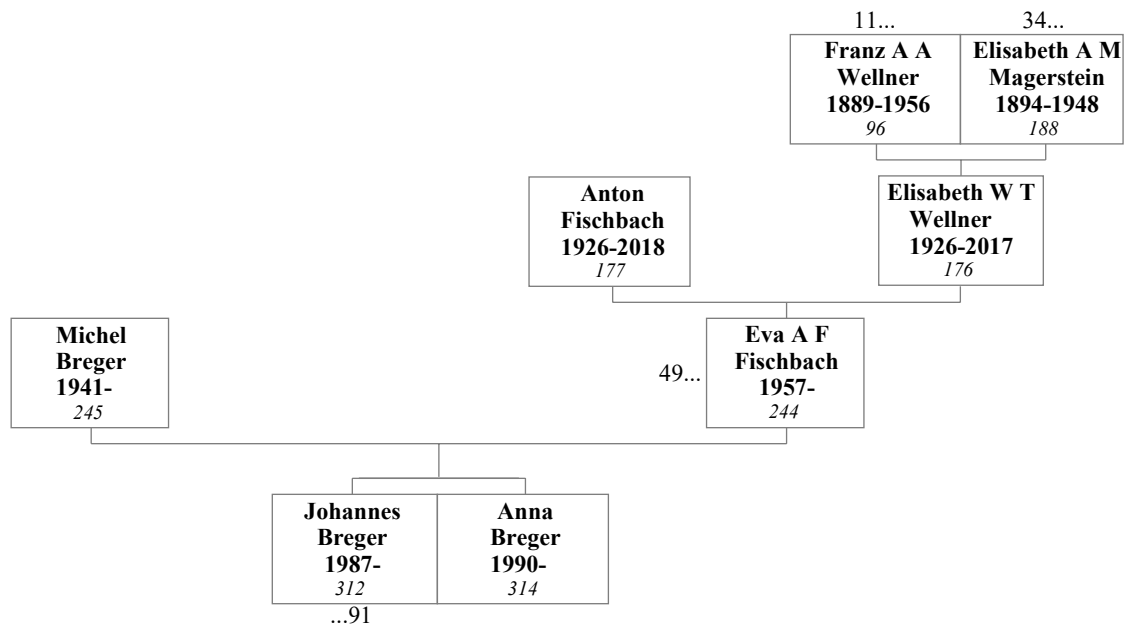 11...
34...
Franz A A
Wellner
1889-1956
96
Elisabeth A M
Magerstein
1894-1948
188
Anton
Fischbach
1926-2018
177
Elisabeth W T
Wellner
1926-2017
176
Michel
Breger
1941-
245
49...
Eva A F
Fischbach
1957-
244
Johannes
Breger
1987-
312
Anna
Breger
1990-
314
...91